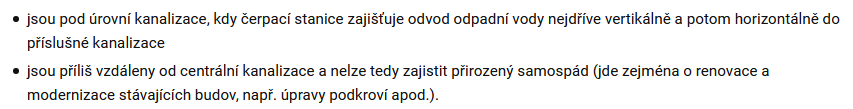 • jsou pod úrovní kanalizace, kdy čerpací stanice zajišťuje odvod odpadní vody nejdříve vertikálně a potom horizontálně do
příslušné kanalizace
• jsou příliš vzdáleny od centrální kanalizace a nelze tedy zajistit přirozený samospád (jde zejména o renovace a
modernizace stávajících budov, např. úpravy podkroví apod.).